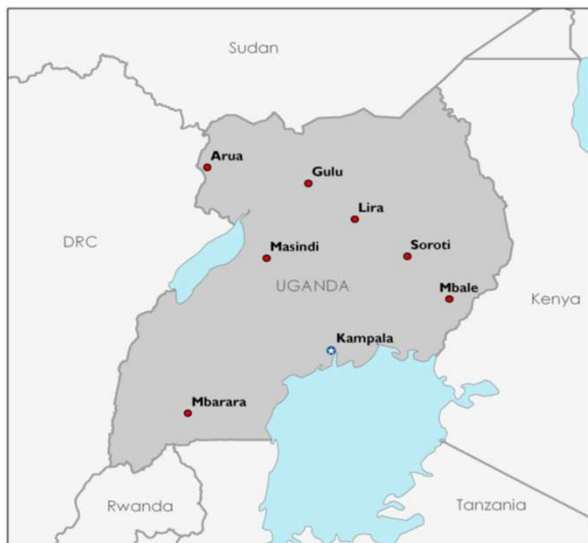 Sudan
Arua
Gulu
Lira
DRC
Masindi
Soroti
UGANDA
Mbale
Kenya
Kampala
Mbarara
Rwanda
Tanzania